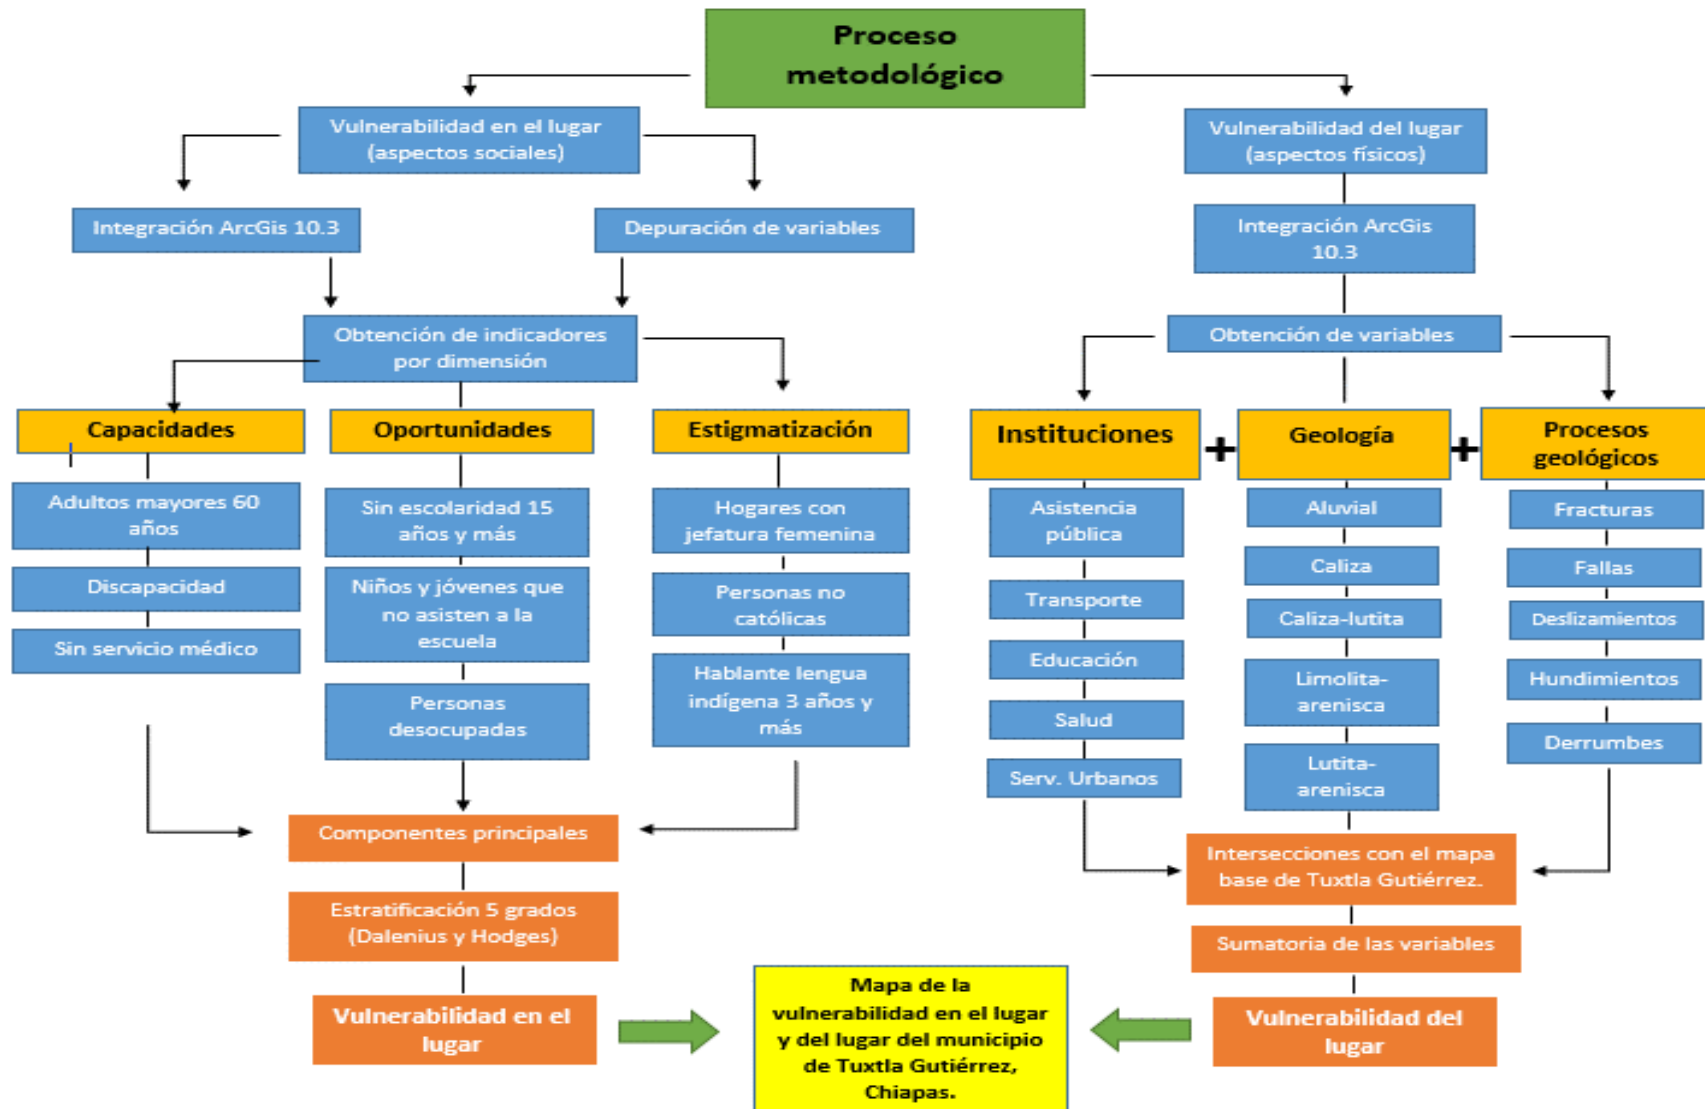 Proceso
metodológico
Vulnerabilidad en el lugar
(aspectos sociales)
Vulnerabilidad del lugar
(aspectos físicos)
Integración ArcGis 10.3
Depuración de variables
Integración ArcGis
10.3
Obtención de indicadores
por dimensión
Obtención de variables
Capacidades
Oportunidades
Estigmatización
Instituciones
+
Geología
+
Procesos
geológicos
Adultos mayores 60
años
Discapacidad
Sin servicio médico
Sin escolaridad 15
años y más
Niños y jóvenes que
no asisten a la
escuela
Personas
desocupadas
Hogares con
jefatura femenina
Personas no
católicas
Hablante lengua
indígena 3 años y
más
Asistencia
pública
Transporte
Educación
Salud
Serv. Urbanos
Aluvial
Caliza
Caliza-lutita
Limolita-
arenisca
Lutita-
arenisca
Fracturas
Fallas
Deslizamientos
Hundimientos
Derrumbes
Componentes principales
Estratificación 5 grados
(Dalenius y Hodges)
Vulnerabilidad en el
lugar
Intersecciones con el mapa
base de Tuxtla Gutiérrez.
Sumatoria de las variables
Vulnerabilidad del
lugar
Mapa de la
vulnerabilidad en el lugar
y del lugar del municipio
de Tuxtla Gutiérrez,
Chiapas.